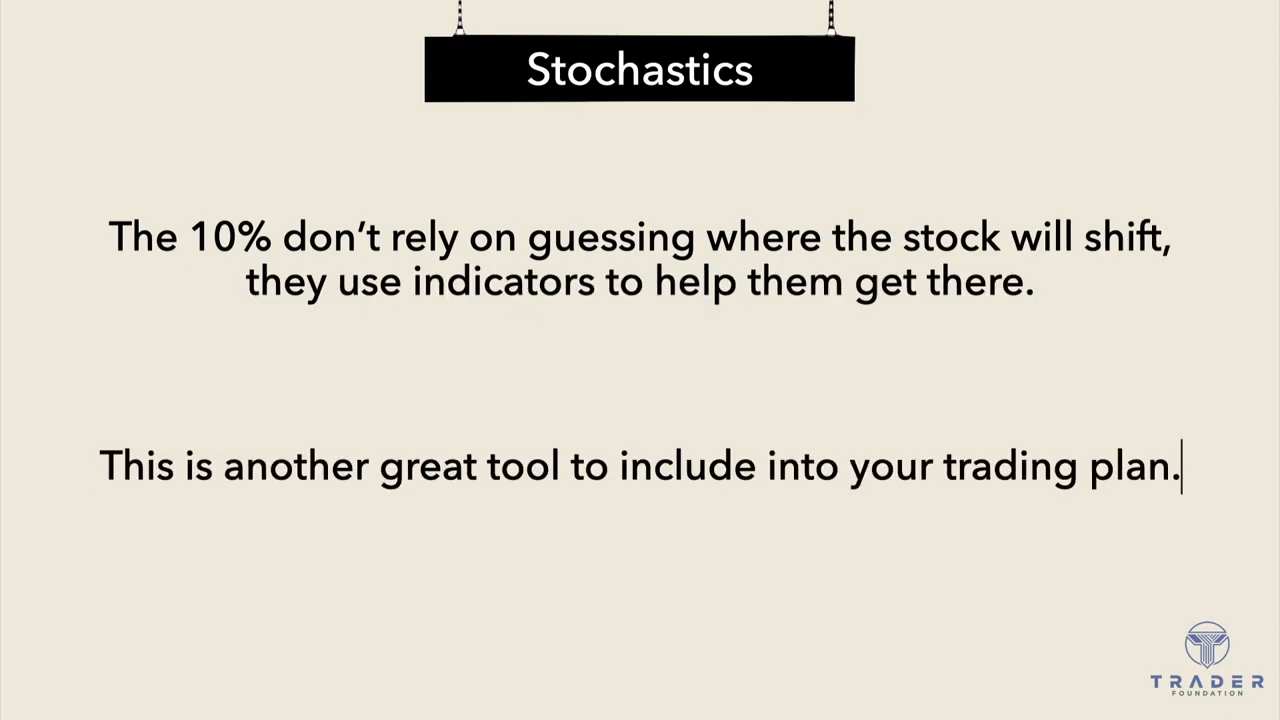 Stochastics
The 10% don’t rely on guessing where the stock will shift,
they use indicators to help them get there.
This is another great tool to include into your trading plan.
TRADER
FOUNDATION